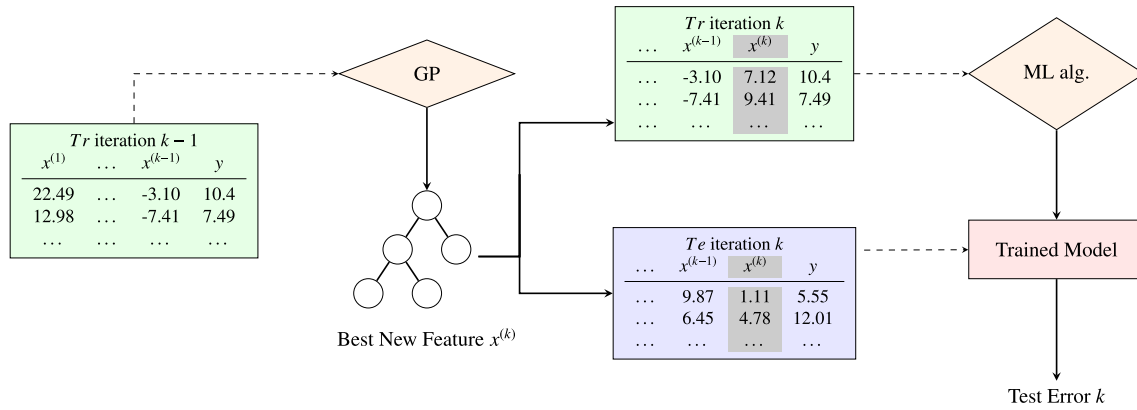 Tr iteration k − 1
x^(1) ... x^(k−1) y
22.49 ... -3.10 10.4
12.98 ... -7.41 7.49
... ... ... ...
GP
Best New Feature x^(k)
Tr iteration k
... x^(k−1) x^(k) y
... -3.10 7.12 10.4
... -7.41 9.41 7.49
... ... ... ...
Te iteration k
... x^(k−1) x^(k) y
... 9.87 1.11 5.55
... 6.45 4.78 12.01
... ... ... ...
ML alg.
Trained Model
Test Error k